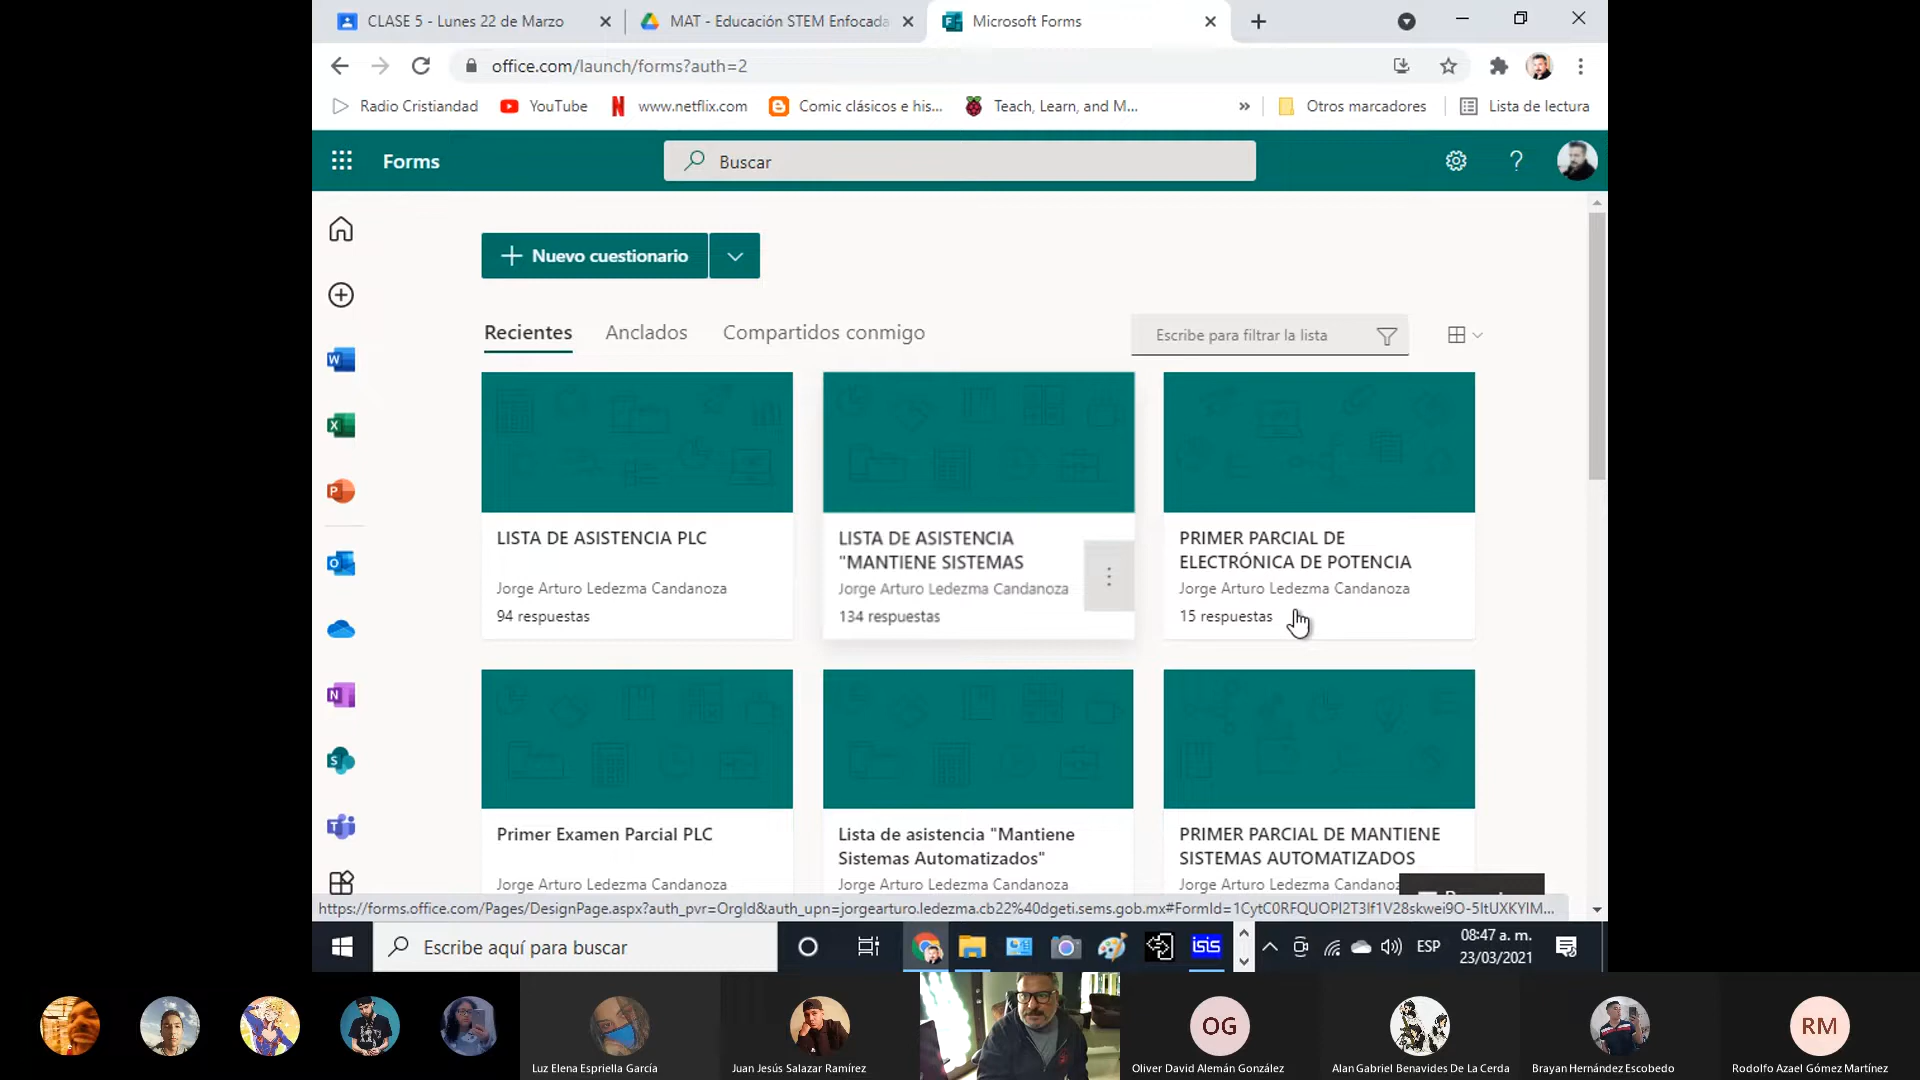 CLASE 5 - Lunes 22 de Marzo
MAT - Educación STEM Enfocada
Microsoft Forms
office.com/launch/forms?auth=2
Radio Cristiandad
YouTube
www.netflix.com
Comic clásicos e his...
Teach, Learn, and M...
»
Otros marcadores
Lista de lectura
Forms
Buscar
?
+ Nuevo cuestionario
Recientes
Anclados
Compartidos conmigo
Escribe para filtrar la lista
LISTA DE ASISTENCIA PLC
Jorge Arturo Ledezma Candanoza
94 respuestas
LISTA DE ASISTENCIA
"MANTIENE SISTEMAS
Jorge Arturo Ledezma Candanoza
134 respuestas
PRIMER PARCIAL DE
ELECTRÓNICA DE POTENCIA
Jorge Arturo Ledezma Candanoza
15 respuestas
Primer Examen Parcial PLC
Jorge Arturo Ledezma Candanoza
Lista de asistencia "Mantiene
Sistemas Automatizados"
Jorge Arturo Ledezma Candanoza
PRIMER PARCIAL DE MANTIENE
SISTEMAS AUTOMATIZADOS
Jorge Arturo Ledezma Candanoz
https://forms.office.com/Pages/DesignPage.aspx?auth_pvr=OrgId&auth_upn=jorgearturo.ledezma.cb22%40dgeti.sems.gob.mx#FormId=
Escribe aquí para buscar
isis
ESP
08:47 a. m.
23/03/2021
Luz Elena Espriella García
Juan Jesús Salazar Ramírez
OG
Oliver David Alemán González
Alan Gabriel Benavides De La Cerda
Brayan Hernández Escobedo
RM
Rodolfo Azael Gómez Martínez